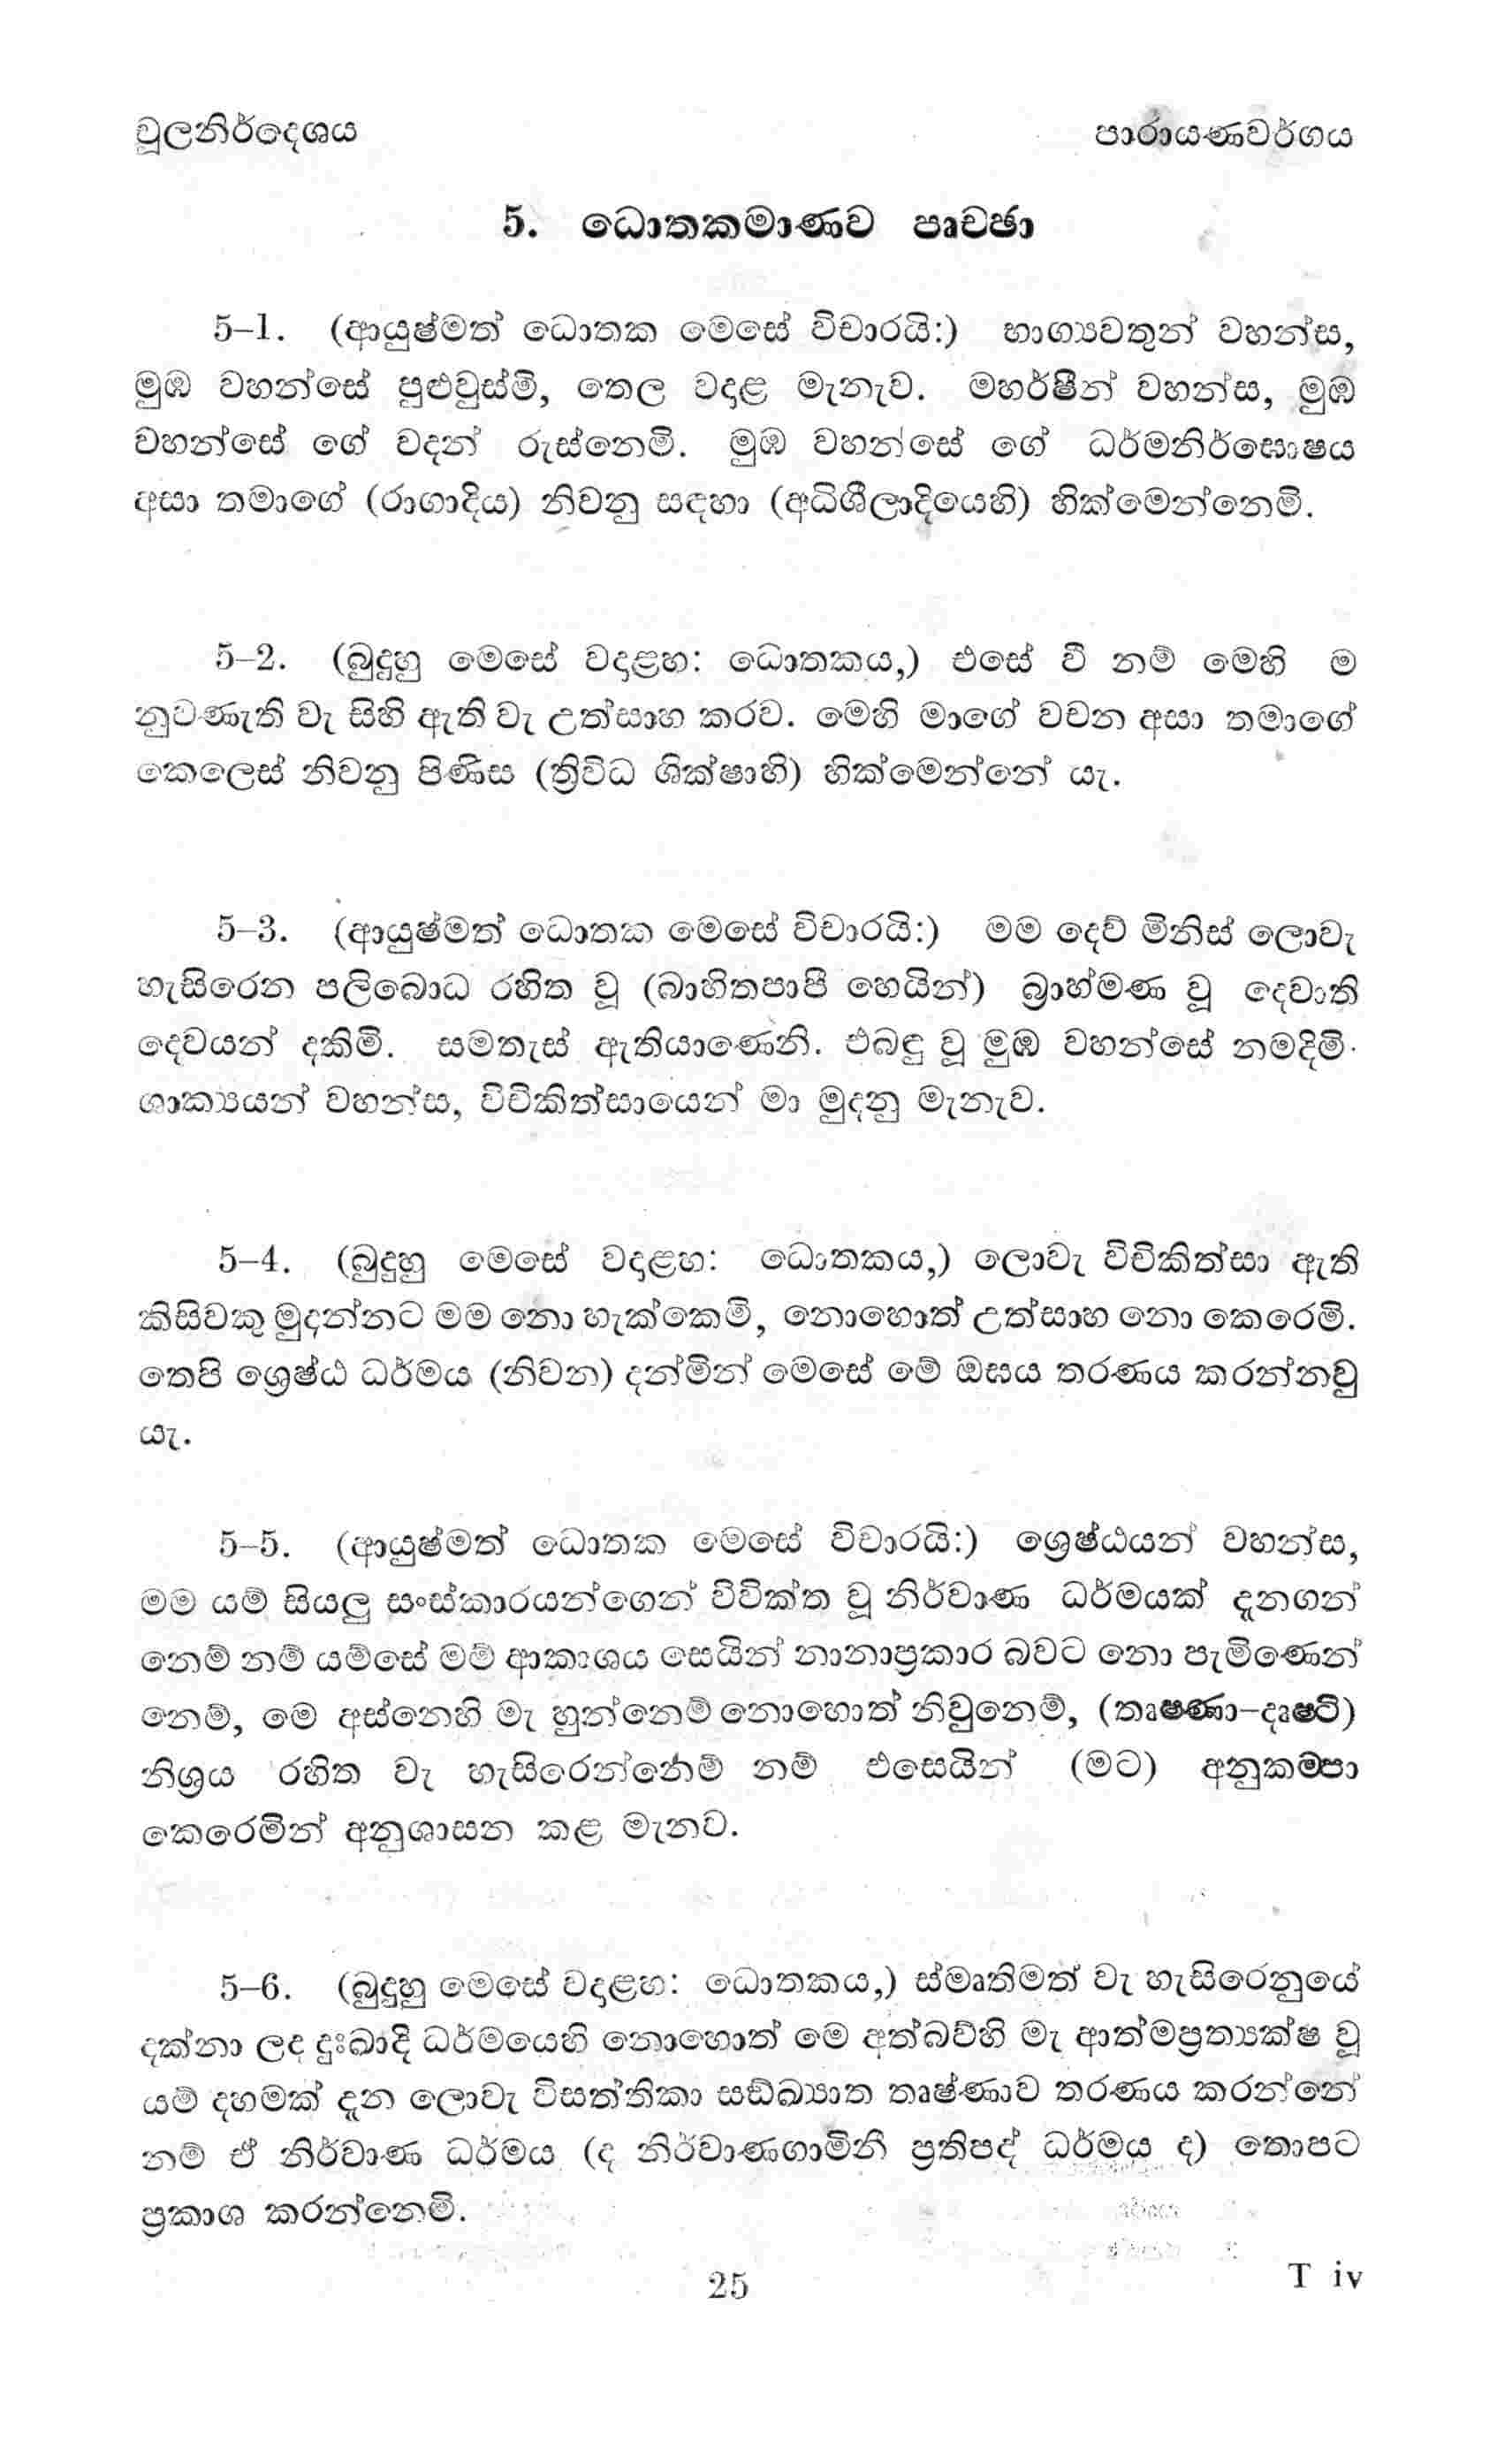 චූලනිර්දෙශය
පාරායණවර්ගය
5. ධොතකමාණව පෘච්ඡා
5–1. (ආයුෂ්මත් ධොතක මෙසේ විචාරයි:) භාග්‍යවතුන් වහන්ස,
මුඹ වහන්සේ පුළුවුස්මි, තෙල වදළ මැනැව. මහර්ෂීන් වහන්ස, මුඹ
වහන්සේ ගේ වදන් රුස්නෙමි. මුඹ වහන්සේ ගේ ධර්මනිර්ඝොෂය
අසා තමාගේ (රාගාදිය) නිවනු සඳහා (අධිශීලාදියෙහි) හික්මෙන්නෙමි.
5–2. (බුදුහු මෙසේ වදළහ: ධොතකය,) එසේ වී නම් මෙහි ම
නුවණැති වැ සිහි ඇති වැ උත්සාහ කරව. මෙහි මාගේ වචන අසා තමාගේ
කෙලෙස් නිවනු පිණිස (ත්‍රිවිධ ශික්ෂාහි) හික්මෙන්නේ යැ.
5–3. (ආයුෂ්මත් ධොතක මෙසේ විචාරයි:) මම දෙව් මිනිස් ලොවැ
හැසිරෙන පලිබොධ රහිත වූ (බාහිතපාපී හෙයින්) බ්‍රාහ්මණ වූ දෙවාති
දෙවයන් දකිමි. සමතැස් ඇතියාණෙනි. එබඳු වූ මුඹ වහන්සේ නමදිමි.
ශාක්‍යයන් වහන්ස, විචිකිත්සායෙන් මා මුදනු මැනැව.
5–4. (බුදුහු මෙසේ වදළහ: ධොතකය,) ලොවැ විචිකිත්සා ඇති
කිසිවකු මුදන්නට මම නො හැක්කෙමි, නොහොත් උත්සාහ නො කෙරෙමි.
තෙපි ශ්‍රෙෂ්ඨ ධර්මය (නිවන) දන්මින් මෙසේ මේ ඔඝය තරණය කරන්නවු
යැ.
5–5. (ආයුෂ්මත් ධොතක මෙසේ විචාරයි:) ශ්‍රෙෂ්ඨයන් වහන්ස,
මම යම් සියලු සංස්කාරයන්ගෙන් විවික්ත වූ නිර්වාණ ධර්මයක් දැනගන්
නෙම් නම් යම්සේ මම් ආකාශය සෙයින් නානාප්‍රකාර බවට නො පැමිණෙන්
නෙම්, මෙ අස්නෙහි මැ හුන්නෙම් නොහොත් නිවුනෙම්, (තෘෂ්ණා–දෘෂ්ටි)
නිශ්‍රය රහිත වැ හැසිරෙන්නෙම් නම් එසෙයින් (මට) අනුකම්පා
කෙරෙමින් අනුශාසන කළ මැනව.
5–6. (බුදුහු මෙසේ වදළහ: ධොතකය,) ස්මෘතිමත් වැ හැසිරෙනුයේ
දක්නා ලද දුඃඛාදි ධර්මයෙහි නොහොත් මෙ අත්බව්හි මැ ආත්මප්‍රත්‍යක්ෂ වූ
යම් දහමක් දැන ලොවැ විසත්තිකා සඞ්ඛ්‍යාත තෘෂ්ණාව තරණය කරන්නේ
නම් ඒ නිර්වාණ ධර්මය (ද නිර්වාණගාමිනී ප්‍රතිපද් ධර්මය ද) තොපට
ප්‍රකාශ කරන්නෙමි.
25
T iv